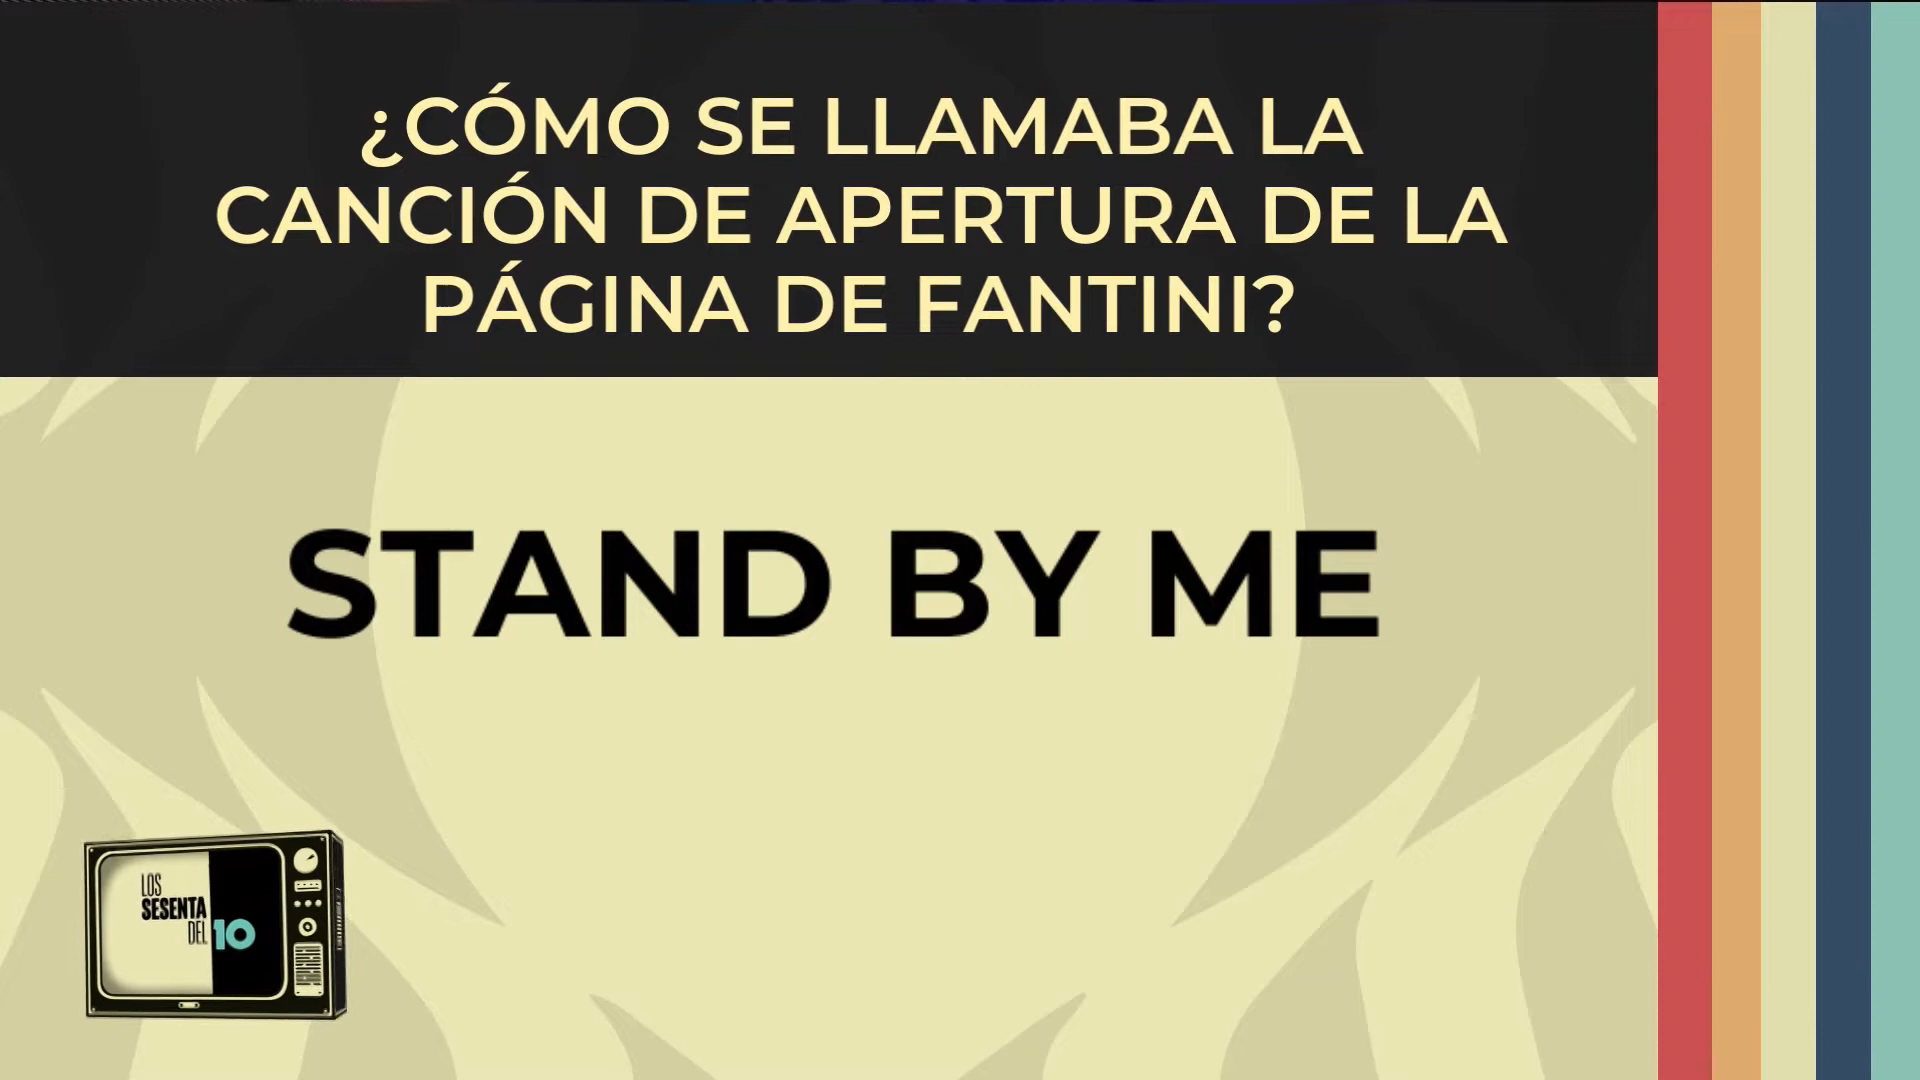 ¿CÓMO SE LLAMABA LA
CANCIÓN DE APERTURA DE LA
PÁGINA DE FANTINI?
STAND BY ME
LOS
SESENTA
DEL 10